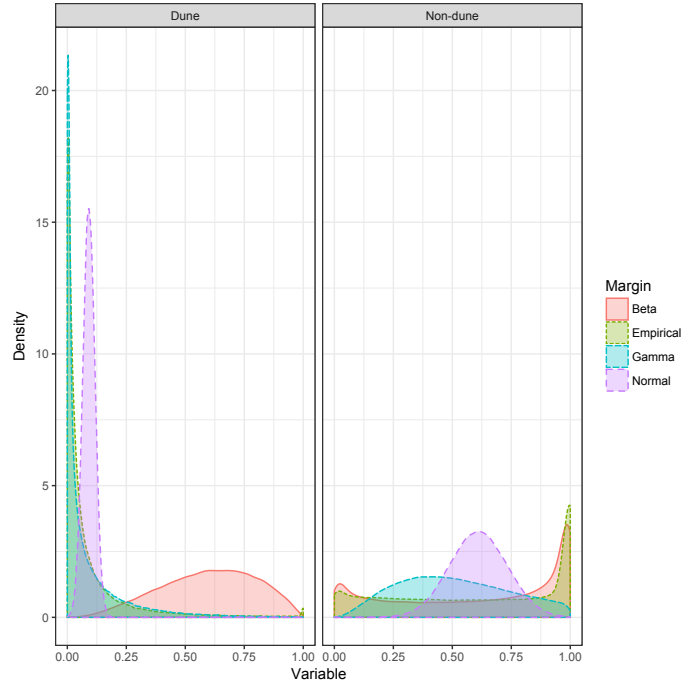 Dune
Non-dune
20
15
10
5
0
Density
0.00 0.25 0.50 0.75 1.00
0.00 0.25 0.50 0.75 1.00
Variable
Margin
Beta
Empirical
Gamma
Normal